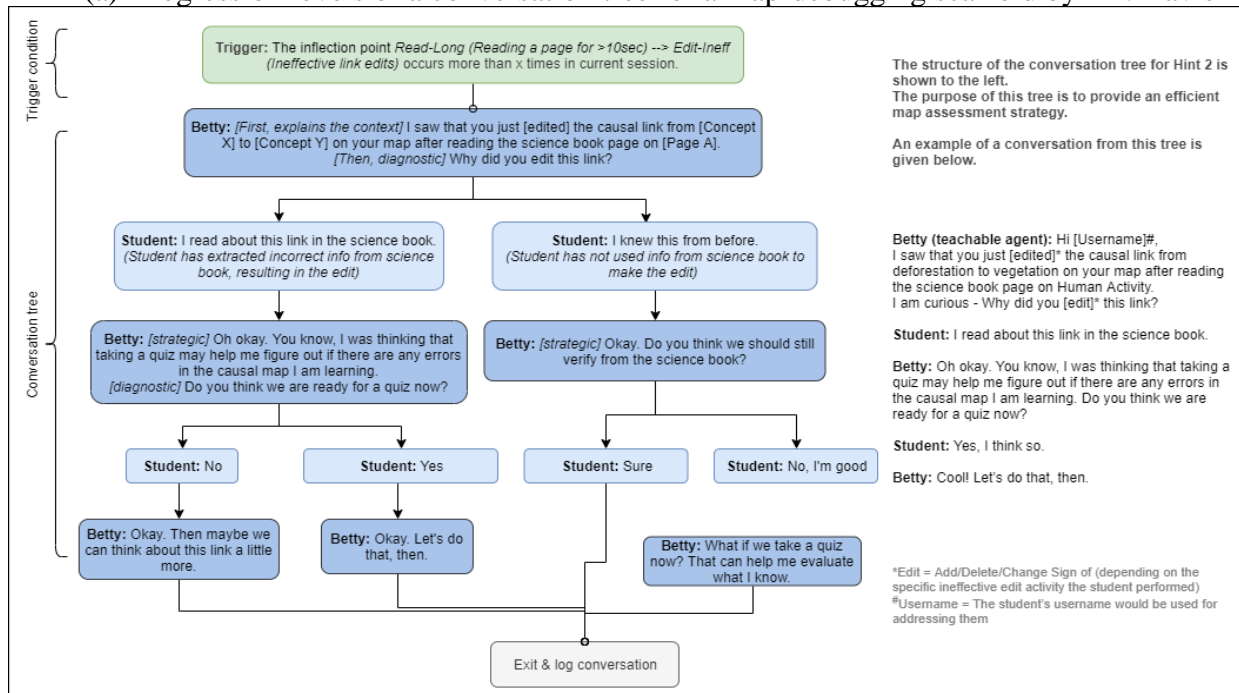 Trigger condition
Trigger: The inflection point Read-Long (Reading a page for >10sec) --> Edit-Ineff
(Ineffective link edits) occurs more than x times in current session.
The structure of the conversation tree for Hint 2 is
shown to the left.
The purpose of this tree is to provide an efficient
map assessment strategy.
An example of a conversation from this tree is
given below.
Conversation tree
Betty: [First, explains the context] I saw that you just [edited] the causal link from [Concept
X] to [Concept Y] on your map after reading the science book page on [Page A].
[Then, diagnostic] Why did you edit this link?
Student: I read about this link in the science book.
(Student has extracted incorrect info from science
book, resulting in the edit)
Student: I knew this from before.
(Student has not used info from science book to
make the edit)
Betty: [strategic] Oh okay. You know, I was thinking that
taking a quiz may help me figure out if there are any errors
in the causal map I am learning.
[diagnostic] Do you think we are ready for a quiz now?
Betty: [strategic] Okay. Do you think we should still
verify from the science book?
Student: No
Student: Yes
Student: Sure
Student: No, I'm good
Betty: Okay. Then maybe we
can think about this link a little
more.
Betty: Okay. Let's do
that, then.
Betty: What if we take a quiz
now? That can help me evaluate
what I know.
Exit & log conversation
Betty (teachable agent): Hi [Username]#,
I saw that you just [edited]* the causal link from
deforestation to vegetation on your map after reading
the science book page on Human Activity.
I am curious - Why did you [edit]* this link?
Student: I read about this link in the science book.
Betty: Oh okay. You know, I was thinking that taking a
quiz may help me figure out if there are any errors in
the causal map I am learning. Do you think we are
ready for a quiz now?
Student: Yes, I think so.
Betty: Cool! Let's do that, then.
*Edit = Add/Delete/Change Sign of (depending on the
specific ineffective edit activity the student performed)
#Username = The student's username would be used for
addressing them